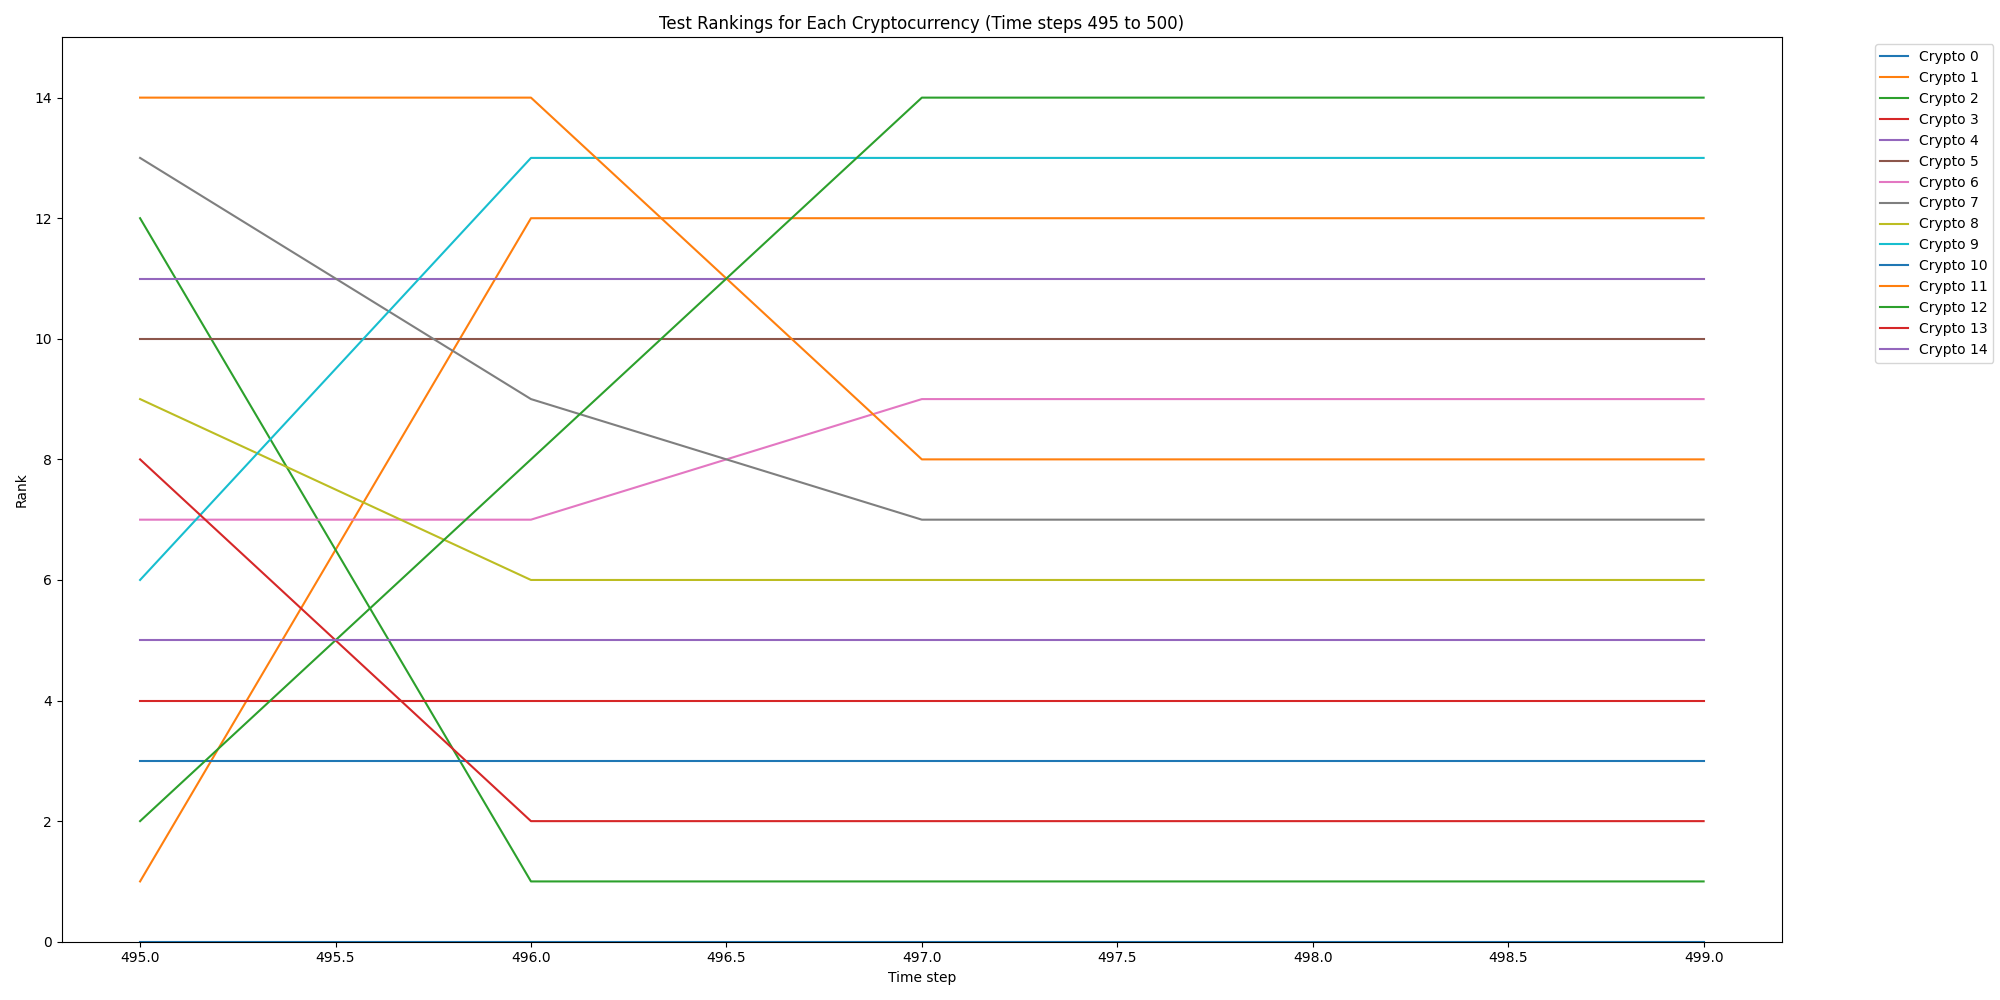 Test Rankings for Each Cryptocurrency (Time steps 495 to 500)
Rank
14
12
10
8
6
4
2
0
495.0 495.5 496.0 496.5 497.0 497.5 498.0 498.5 499.0
Time step
Crypto 0
Crypto 1
Crypto 2
Crypto 3
Crypto 4
Crypto 5
Crypto 6
Crypto 7
Crypto 8
Crypto 9
Crypto 10
Crypto 11
Crypto 12
Crypto 13
Crypto 14